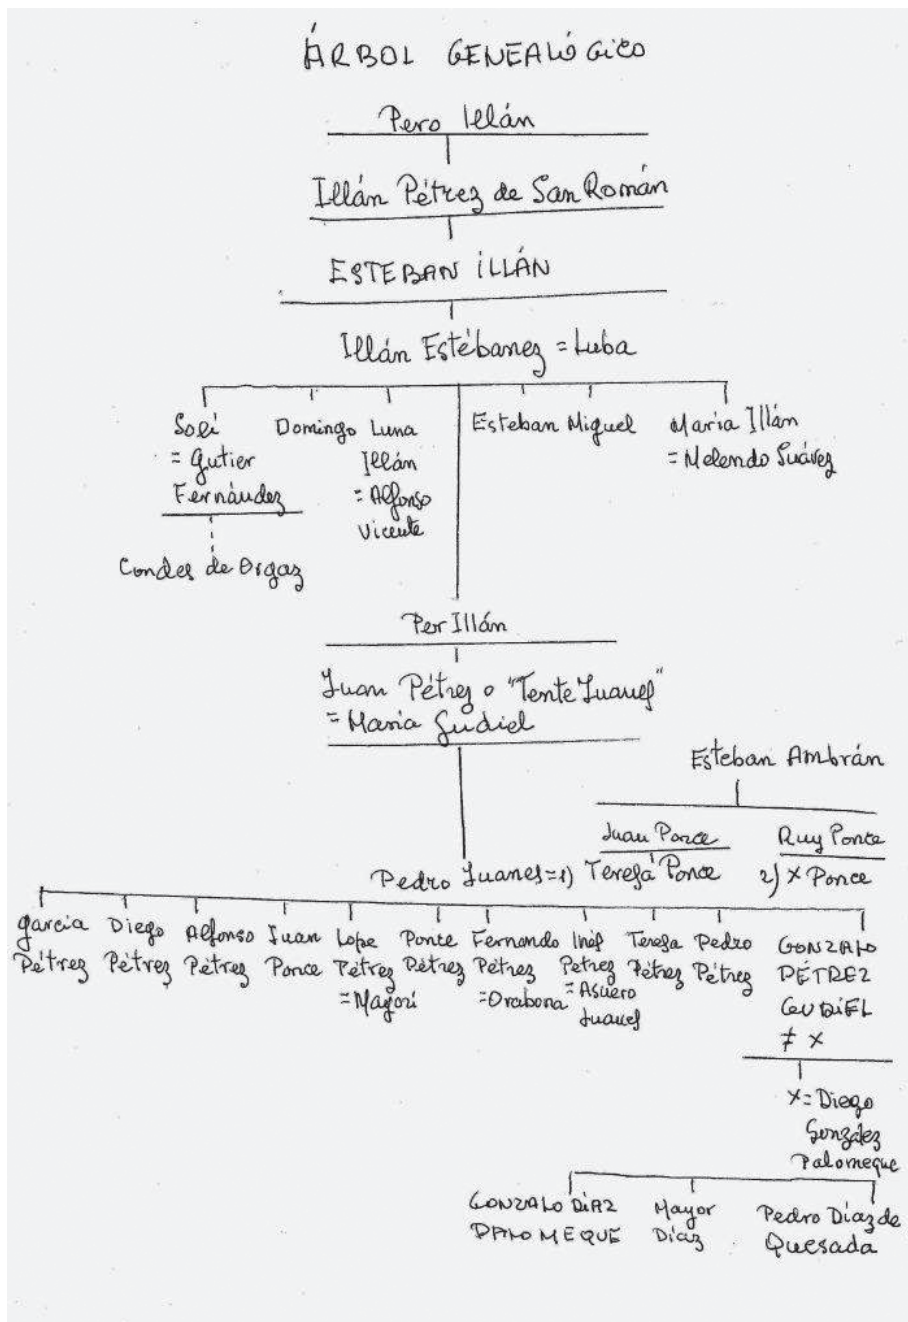 ÁRBOL GENEALÓGICO
Pero Illán
Illán Pétrez de San Román
ESTEBAN ILLÁN
Illán Estébanez = Luba
Soli
= Gutier
Fernández
Condes de Orgaz
Domingo
Luna
Illán
= Alfonso
Vicente
Esteban
Miguel
María Illán
= Melendo Suárez
Per Illán
Juan Pétrez o "Tente Juanes"
= María Gudiel
Esteban Ambrán
Juan Ponce
Ruy Ponce
Pedro Juanes = 1) Teresa Ponce
2) X Ponce
García
Pétrez
Diego
Pétrez
Alfonso
Pétrez
Juan
Ponce
Lope
Pétrez
= Mayorí
Ponce
Pétrez
Fernando
Pétrez
= Orabona
Inés
Petrez
= Asuero
Juanes
Teresa
Pétrez
Pedro
Pétrez
GONZALO
PÉTREZ
GUDIEL
≠ X
X = Diego
González
Palomeque
GONZALO DÍAZ
PALOMEQUE
Mayor
Díaz
Pedro Díaz de
Quesada